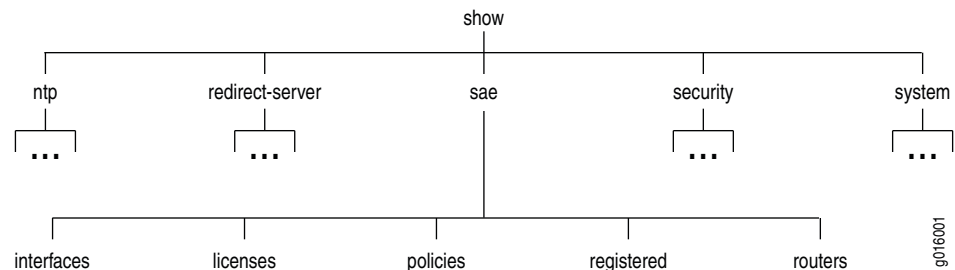 show
ntp redirect-server sae security system
... ... ... ...
interfaces licenses policies registered routers
g016001